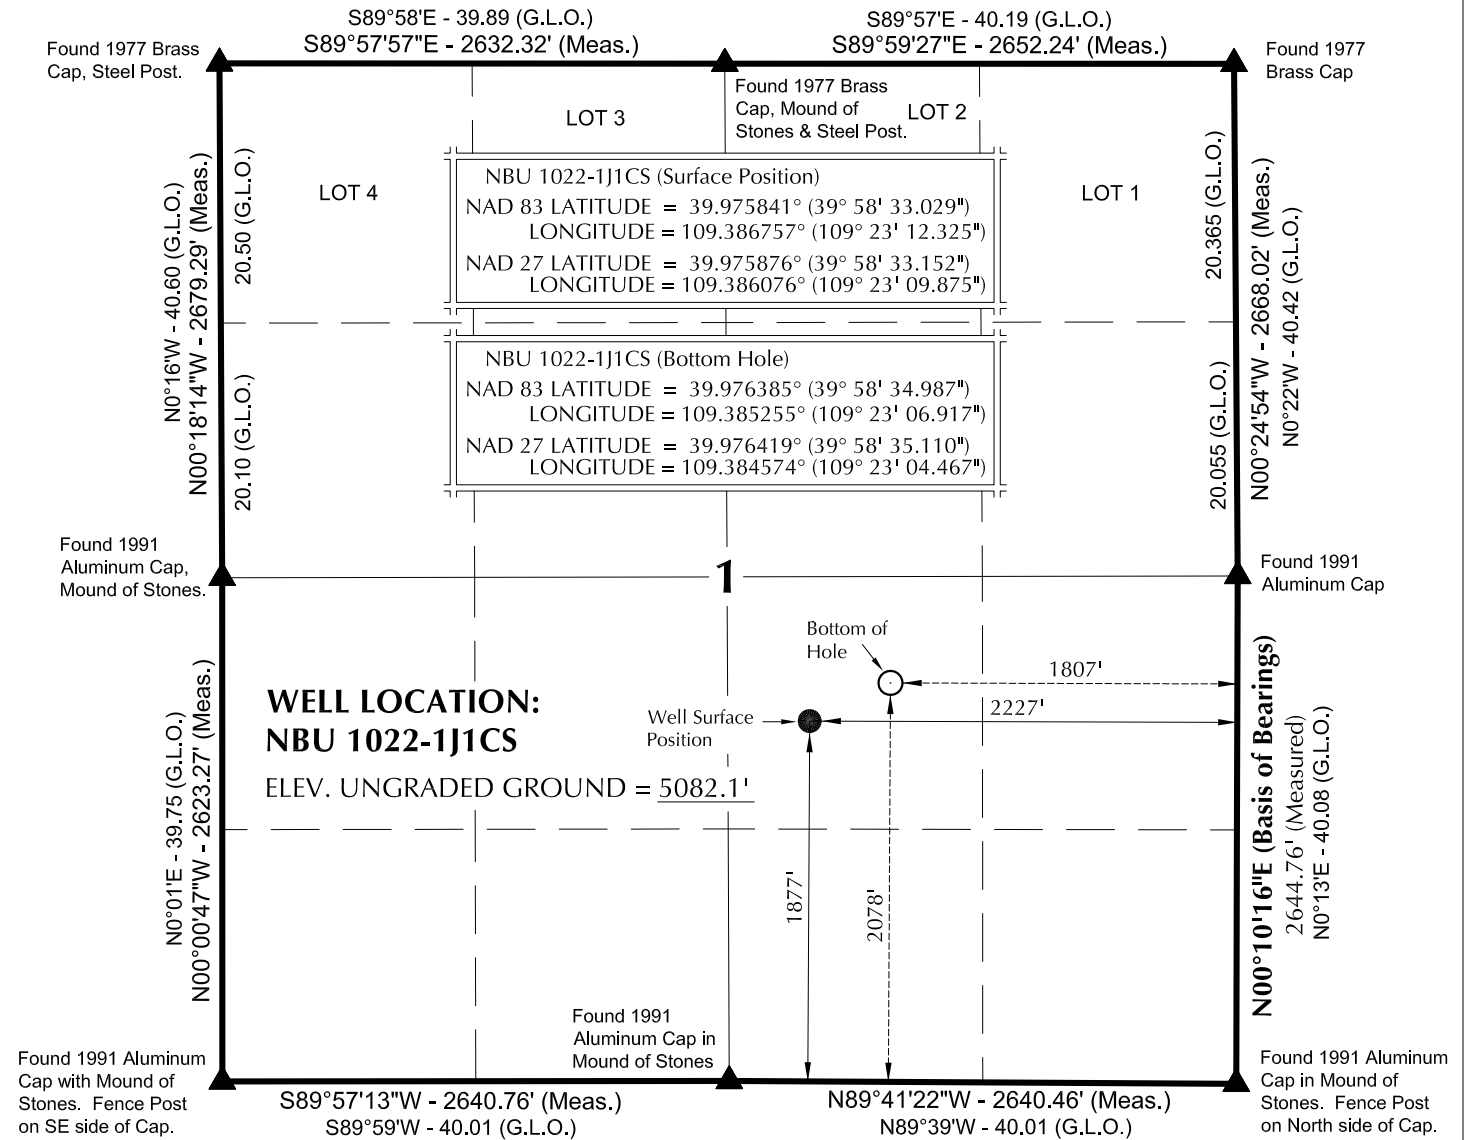 S89°58'E - 39.89 (G.L.O.)
S89°57'57"E - 2632.32' (Meas.)
S89°57'E - 40.19 (G.L.O.)
S89°59'27"E - 2652.24' (Meas.)
Found 1977 Brass
Cap, Steel Post.
Found 1977
Brass Cap
Found 1977 Brass
Cap, Mound of
Stones & Steel Post.
LOT 3
LOT 2
LOT 4
LOT 1
N0°16'W - 40.60 (G.L.O.)
N00°18'14"W - 2679.29' (Meas.)
20.50 (G.L.O.)
20.10 (G.L.O.)
NBU 1022-1J1CS (Surface Position)
NAD 83 LATITUDE = 39.975841° (39° 58' 33.029")
LONGITUDE = 109.386757° (109° 23' 12.325")
NAD 27 LATITUDE = 39.975876° (39° 58' 33.152")
LONGITUDE = 109.386076° (109° 23' 09.875")
NBU 1022-1J1CS (Bottom Hole)
NAD 83 LATITUDE = 39.976385° (39° 58' 34.987")
LONGITUDE = 109.385255° (109° 23' 06.917")
NAD 27 LATITUDE = 39.976419° (39° 58' 35.110")
LONGITUDE = 109.384574° (109° 23' 04.467")
20.365 (G.L.O.)
20.055 (G.L.O.)
N00°24'54"W - 2668.02' (Meas.)
N0°22'W - 40.42 (G.L.O.)
Found 1991
Aluminum Cap,
Mound of Stones.
1
Found 1991
Aluminum Cap
Bottom of
Hole
1807'
2227'
Well Surface
Position
WELL LOCATION:
NBU 1022-1J1CS
ELEV. UNGRADED GROUND = 5082.1'
N0°01'E - 39.75 (G.L.O.)
N00°00'47"W - 2623.27' (Meas.)
1877'
2078'
N00°10'16"E (Basis of Bearings)
2644.76' (Measured)
N0°13'E - 40.08 (G.L.O.)
Found 1991
Aluminum Cap in
Mound of Stones
Found 1991 Aluminum
Cap with Mound of
Stones. Fence Post
on SE side of Cap.
S89°57'13"W - 2640.76' (Meas.)
S89°59'W - 40.01 (G.L.O.)
N89°41'22"W - 2640.46' (Meas.)
N89°39'W - 40.01 (G.L.O.)
Found 1991 Aluminum
Cap in Mound of
Stones. Fence Post
on North side of Cap.